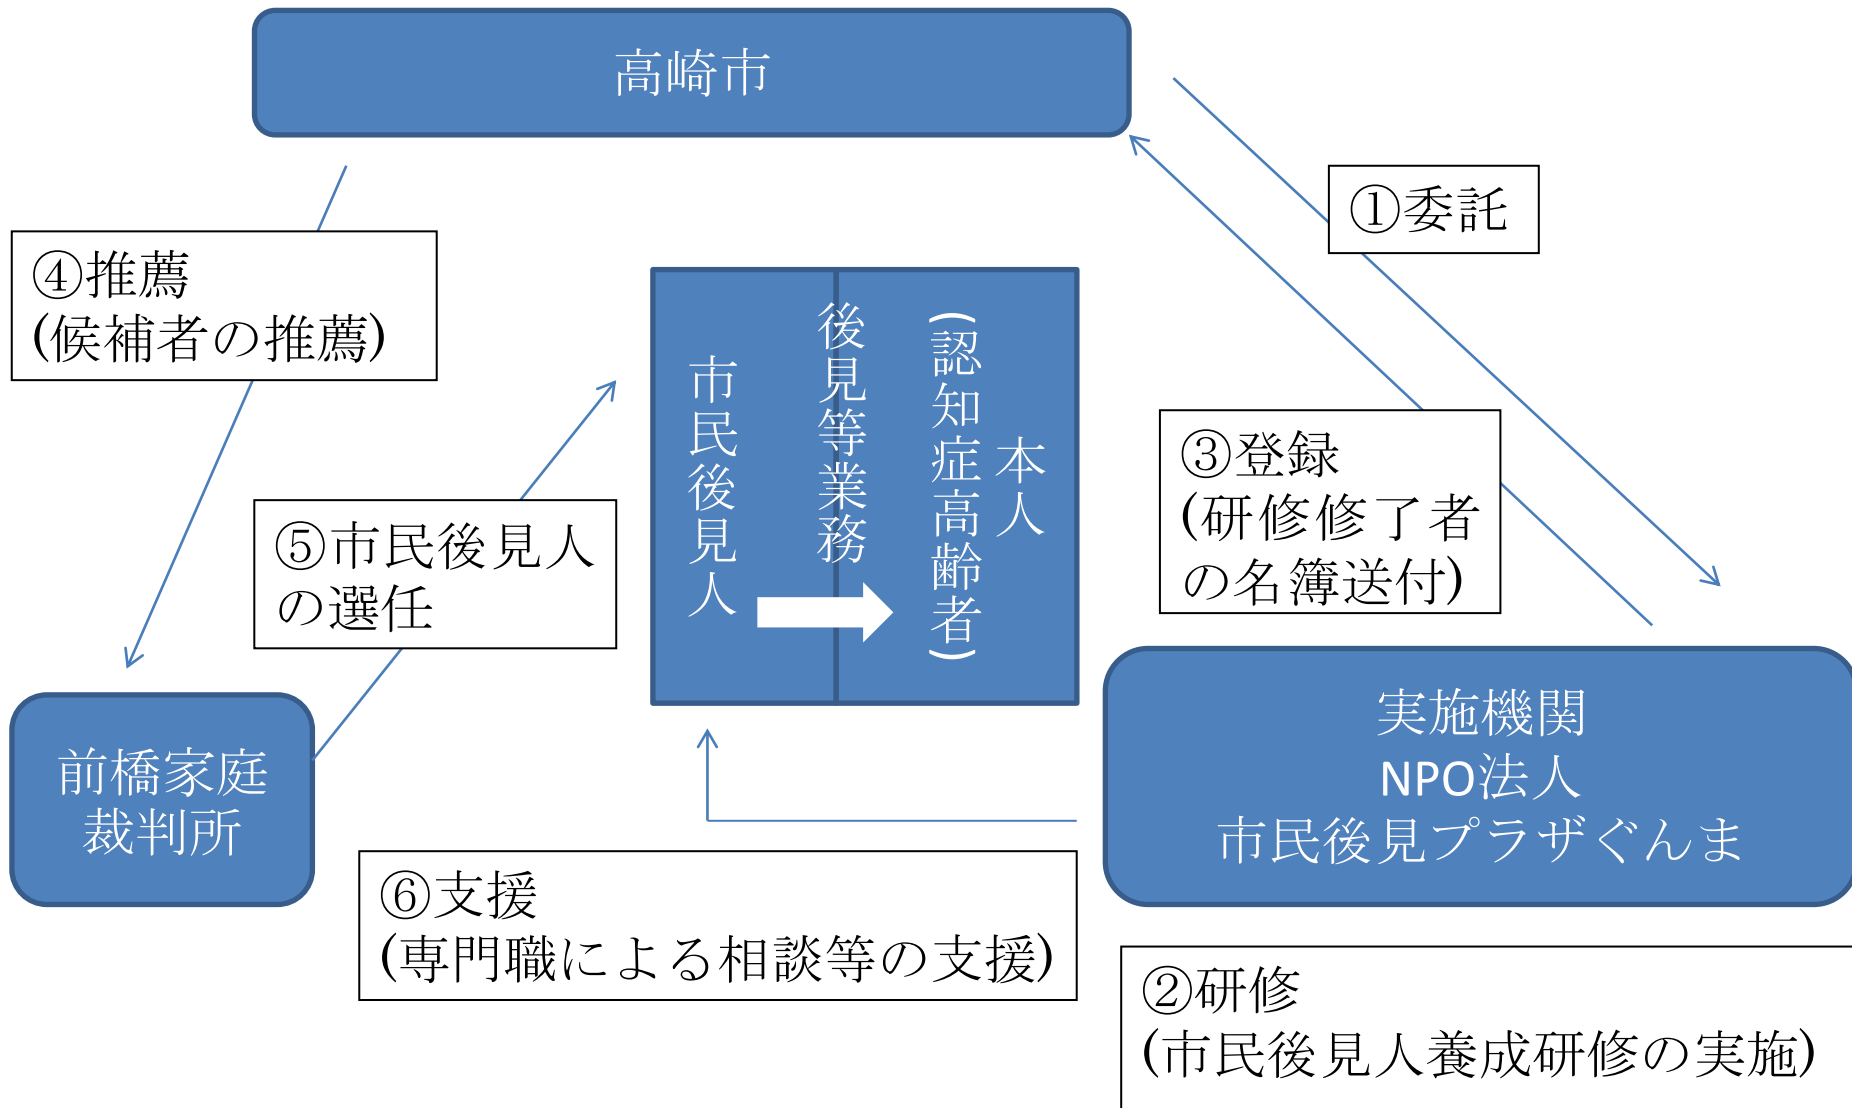 高崎市
①委託
④推薦
(候補者の推薦)
市民後見人
後見等業務
本人
(認知症高齢者)
③登録
(研修修了者
の名簿送付)
⑤市民後見人
の選任
前橋家庭
裁判所
実施機関
NPO法人
市民後見プラザぐんま
⑥支援
(専門職による相談等の支援)
②研修
(市民後見人養成研修の実施)